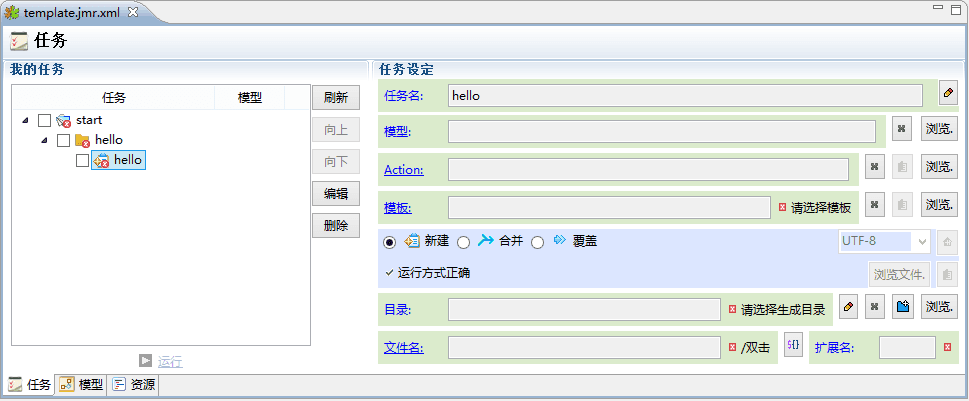 template.jmr.xml
任务
我的任务
任务 模型
start
hello
hello
刷新
向上
向下
编辑
删除
运行
任务设定
任务名: hello
模型: 浏览.
Action: 浏览.
模板: 请选择模板 浏览.
新建 合并 覆盖 UTF-8
运行方式正确 浏览文件.
目录: 请选择生成目录 浏览.
文件名: /双击 ${} 扩展名:
任务 模型 资源